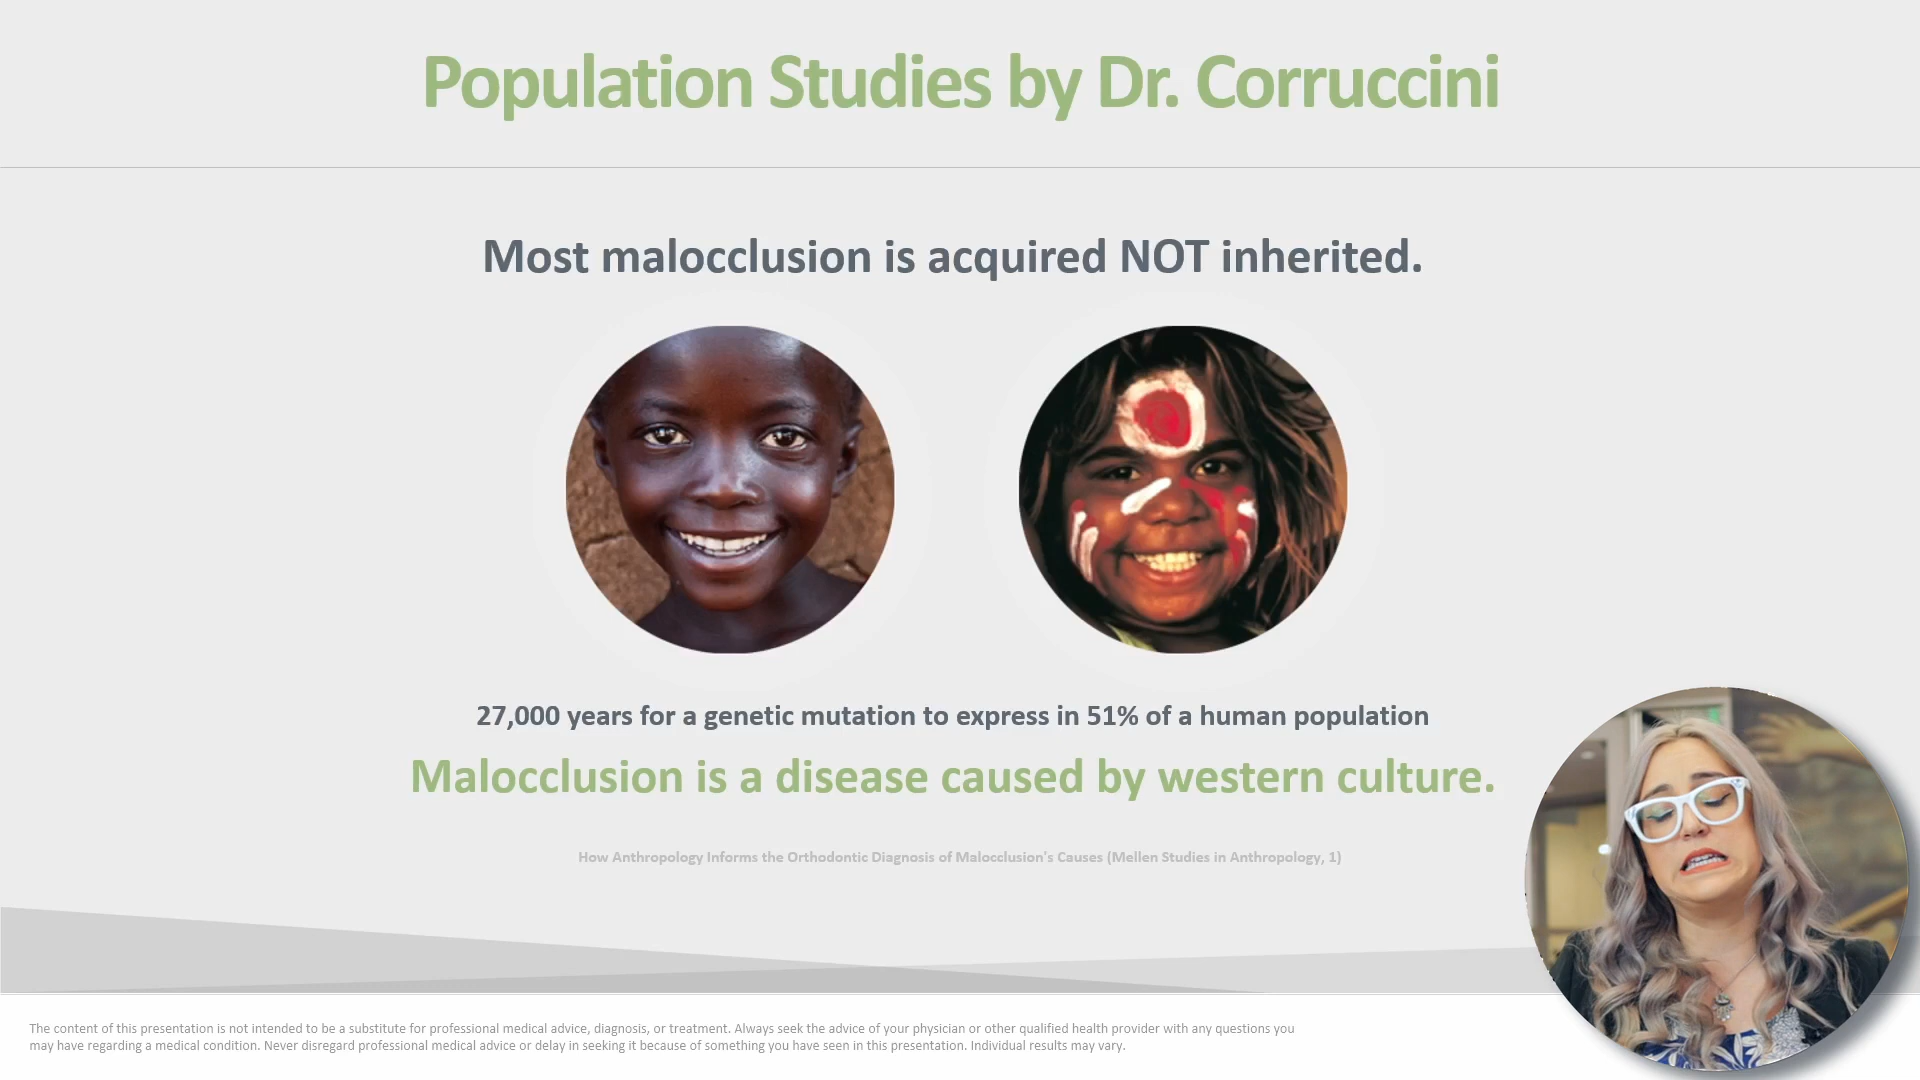 Population Studies by Dr. Corruccini
Most malocclusion is acquired NOT inherited.
27,000 years for a genetic mutation to express in 51% of a human population
Malocclusion is a disease caused by western culture.
How Anthropology Informs the Orthodontic Diagnosis of Malocclusion's Causes (Mellen Studies in Anthropology, 1)
The content of this presentation is not intended to be a substitute for professional medical advice, diagnosis, or treatment. Always seek the advice of your physician or other qualified health provider with any questions you
may have regarding a medical condition. Never disregard professional medical advice or delay in seeking it because of something you have seen in this presentation. Individual results may vary.